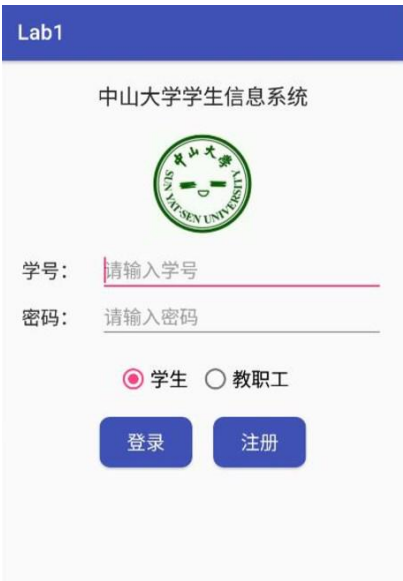 Lab1
中山大学学生信息系统
中山大学
SUN YAT-SEN UNIVERSITY
学号: 请输入学号
密码: 请输入密码
学生 教职工
登录 注册